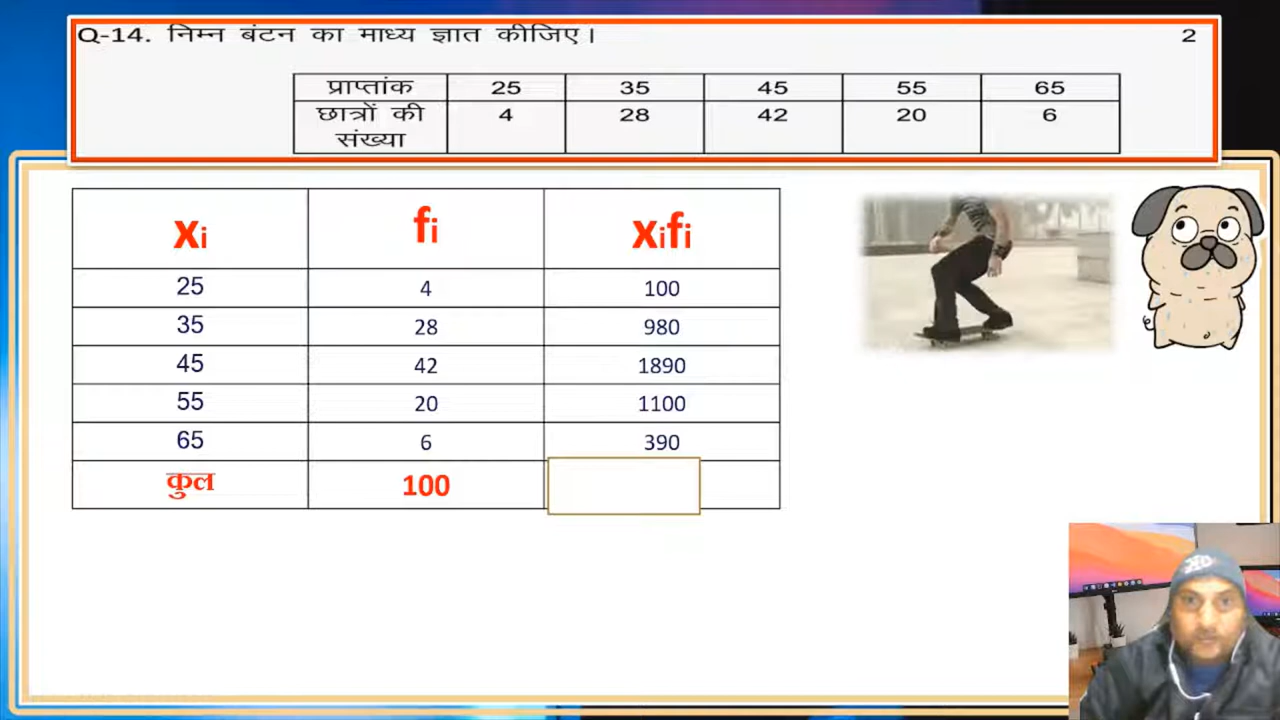 Q-14. निम्न बंटन का माध्य ज्ञात कीजिए। 2
प्राप्तांक 25 35 45 55 65
छात्रों की 4 28 42 20 6
संख्या
xi fi xifi
25 4 100
35 28 980
45 42 1890
55 20 1100
65 6 390
कुल 100